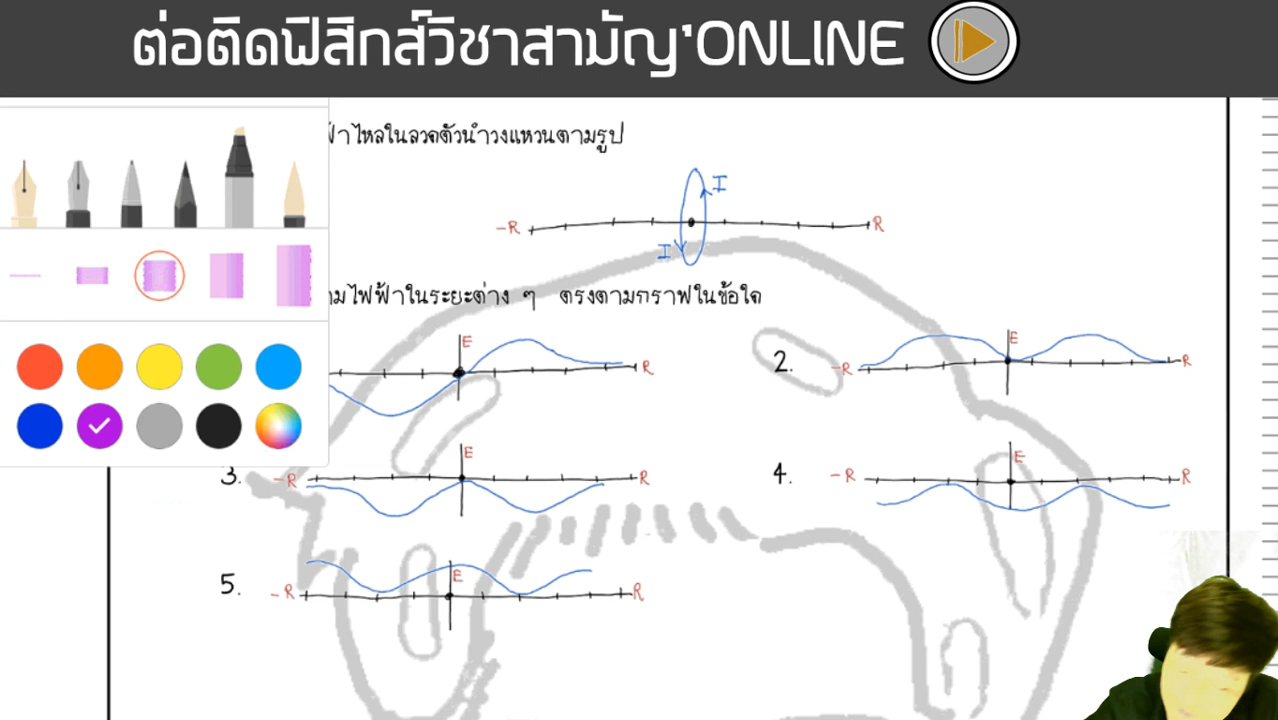 ต่อติดฟิสิกส์วิชาสามัญ'ONLINE
ฟ้าไหลในลวดตัวนำวงแหวนตามรูป
I
-R R
I
ามไฟฟ้าในระยะต่าง ๆ ตรงตามกราฟในข้อใด
E
R
2. -R E R
3. -R E R
4. -R E R
5. -R E R